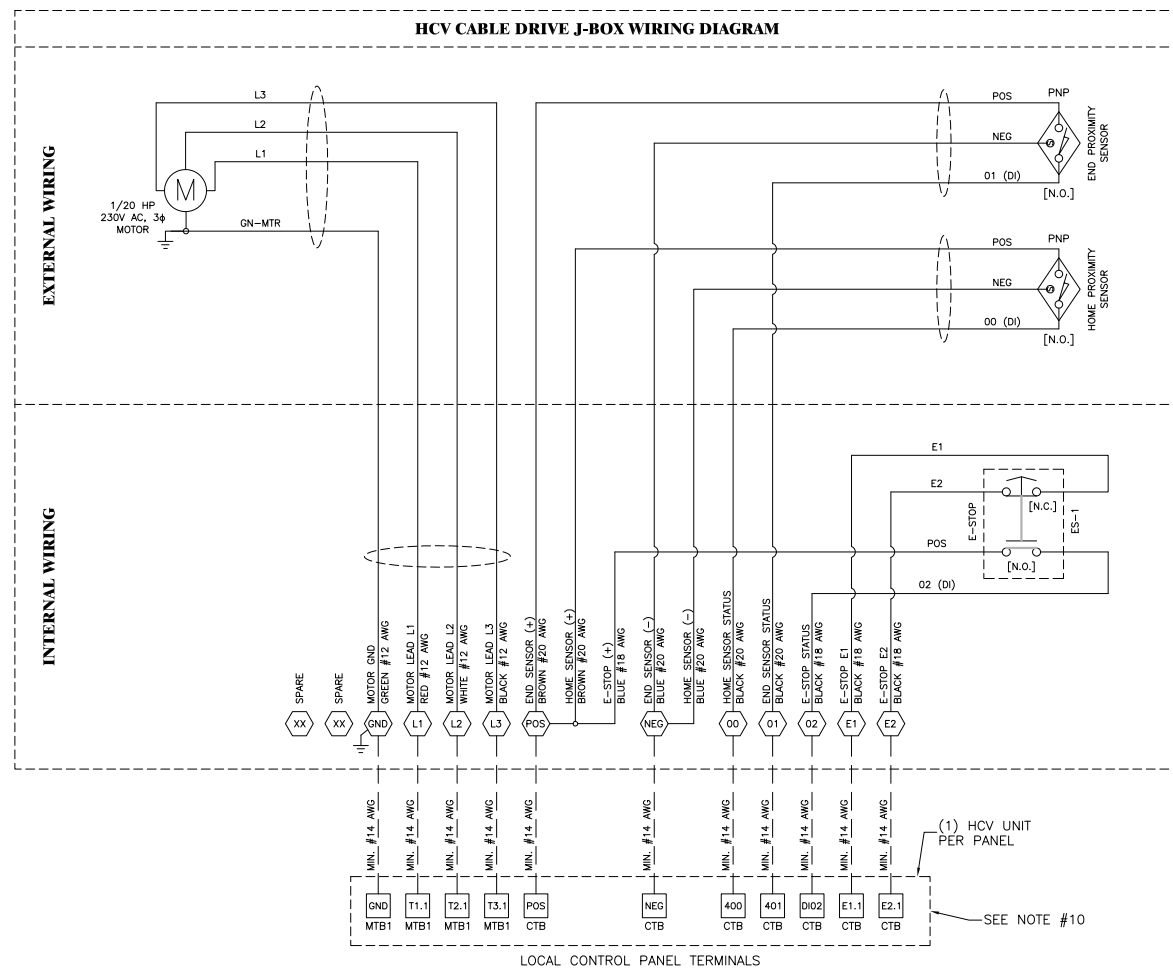 HCV CABLE DRIVE J-BOX WIRING DIAGRAM
EXTERNAL WIRING
L3
L2
L1
M
1/20 HP
230V AC, 3ϕ
MOTOR
GN-MTR
POS
PNP
NEG
01 (DI)
[N.O.]
END PROXIMITY
SENSOR
POS
PNP
NEG
00 (DI)
[N.O.]
HOME PROXIMITY
SENSOR
INTERNAL WIRING
E1
E2
[N.C.]
E-STOP
ES-1
POS
[N.O.]
02 (DI)
SPARE
SPARE
MOTOR GND
GREEN #12 AWG
MOTOR LEAD L1
RED #12 AWG
MOTOR LEAD L2
WHITE #12 AWG
MOTOR LEAD L3
BLACK #12 AWG
END SENSOR (+)
BROWN #20 AWG
HOME SENSOR (+)
BROWN #20 AWG
E-STOP (+)
BLUE #18 AWG
END SENSOR (-)
BLUE #20 AWG
HOME SENSOR (-)
BLUE #20 AWG
HOME SENSOR STATUS
BLACK #20 AWG
END SENSOR STATUS
BLACK #20 AWG
E-STOP STATUS
BLACK #18 AWG
E-STOP E1
BLACK #18 AWG
E-STOP E2
BLACK #18 AWG
XX
XX
GND
L1
L2
L3
POS
NEG
00
01
02
E1
E2
MIN. #14 AWG
MIN. #14 AWG
MIN. #14 AWG
MIN. #14 AWG
MIN. #14 AWG
MIN. #14 AWG
MIN. #14 AWG
MIN. #14 AWG
MIN. #14 AWG
MIN. #14 AWG
MIN. #14 AWG
(1) HCV UNIT
PER PANEL
GND
T1.1
T2.1
T3.1
POS
NEG
400
401
DI02
E1.1
E2.1
MTB1
MTB1
MTB1
MTB1
CTB
CTB
CTB
CTB
CTB
CTB
CTB
SEE NOTE #10
LOCAL CONTROL PANEL TERMINALS